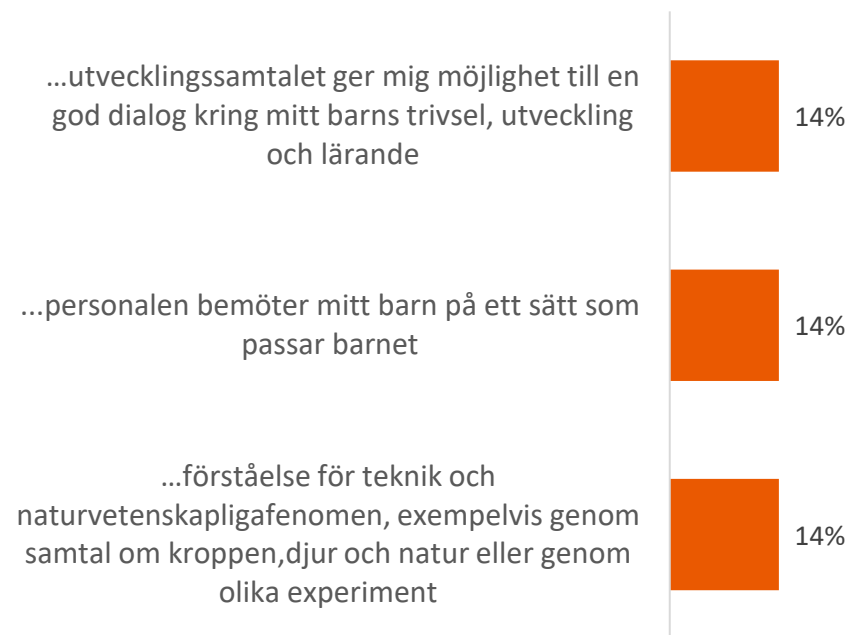 …utvecklingssamtalet ger mig möjlighet till en
god dialog kring mitt barns trivsel, utveckling
och lärande
14%
...personalen bemöter mitt barn på ett sätt som
passar barnet
14%
…förståelse för teknik och
naturvetenskapligafenomen, exempelvis genom
samtal om kroppen,djur och natur eller genom
olika experiment
14%